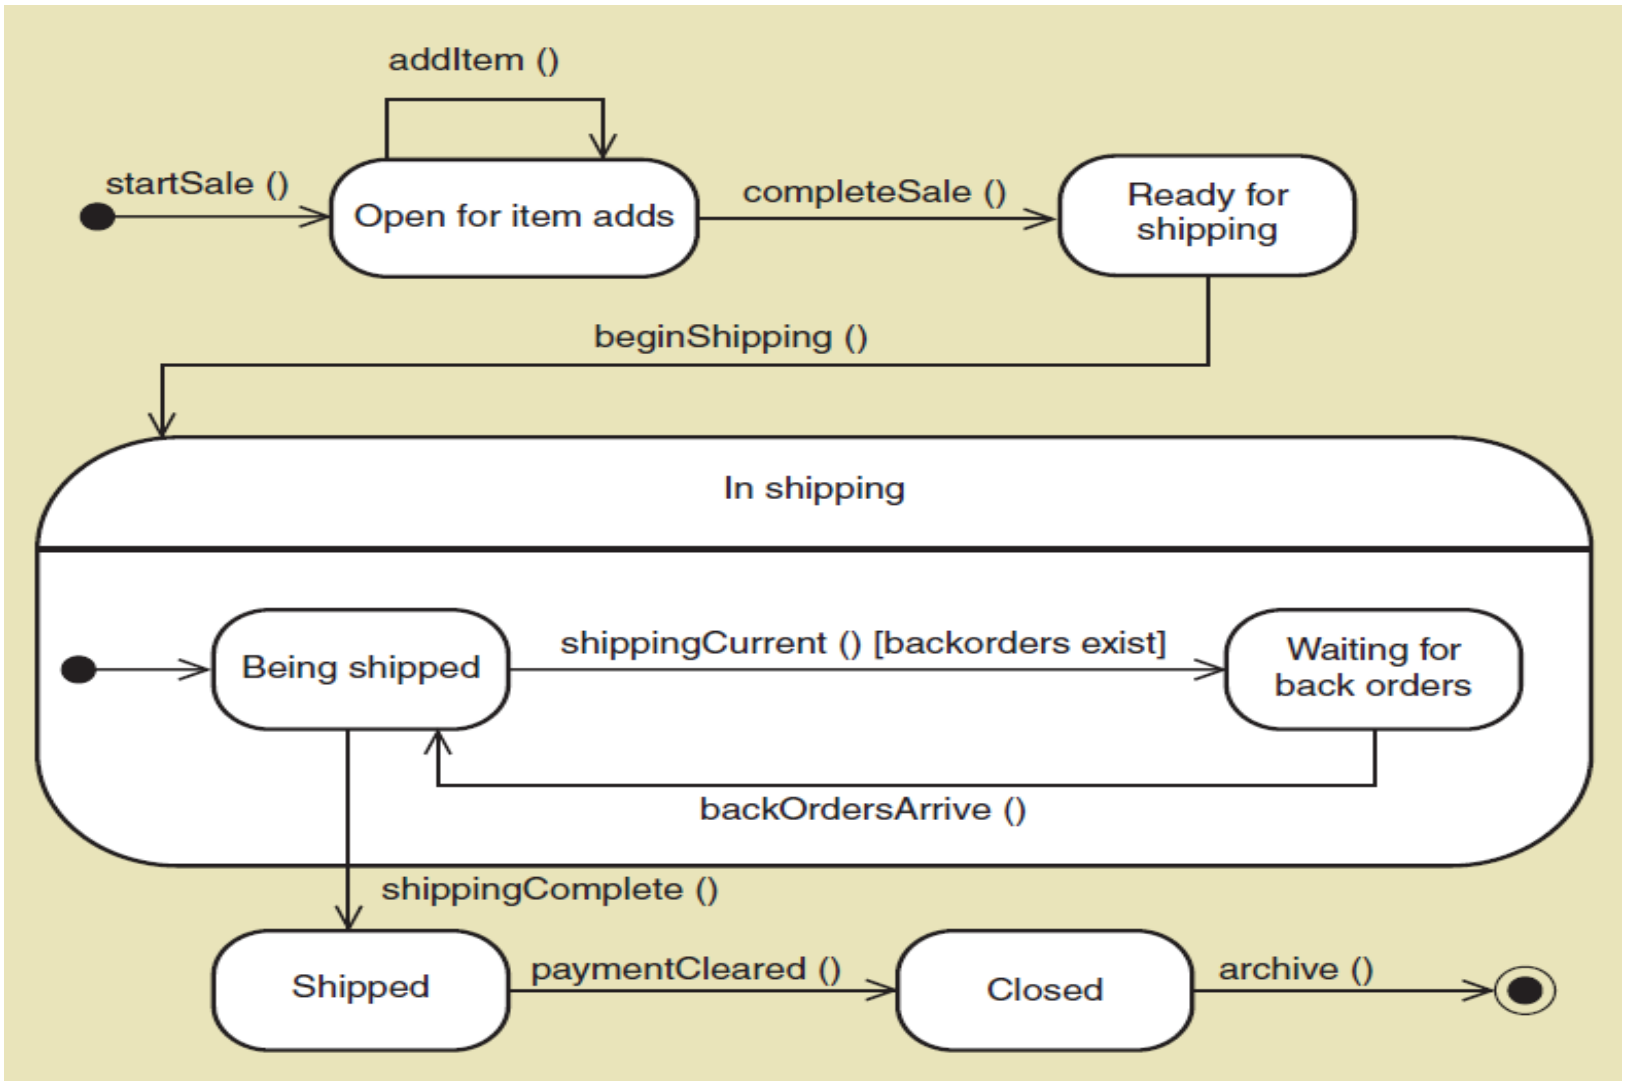 addItem ()
startSale ()
Open for item adds
completeSale ()
Ready for
shipping
beginShipping ()
In shipping
Being shipped
shippingCurrent () [backorders exist]
Waiting for
back orders
backOrdersArrive ()
shippingComplete ()
Shipped
paymentCleared ()
Closed
archive ()